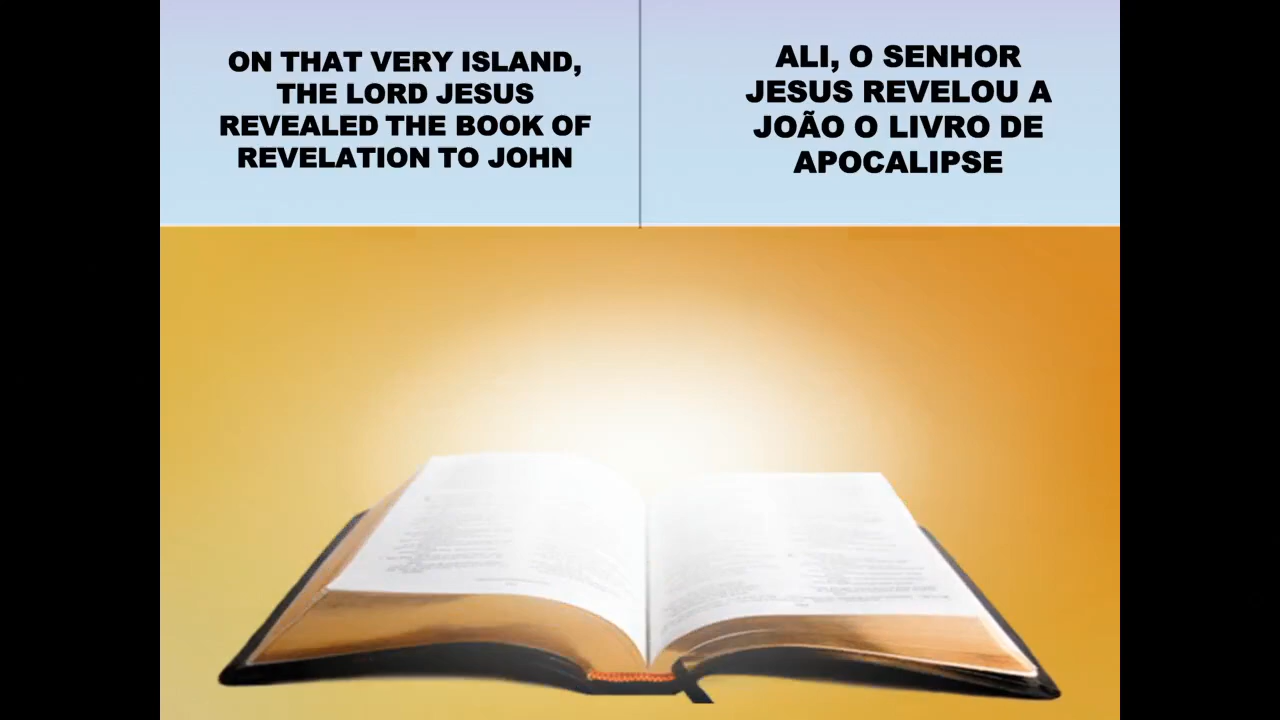 ON THAT VERY ISLAND,
THE LORD JESUS
REVEALED THE BOOK OF
REVELATION TO JOHN
ALI, O SENHOR
JESUS REVELOU A
JOÃO O LIVRO DE
APOCALIPSE